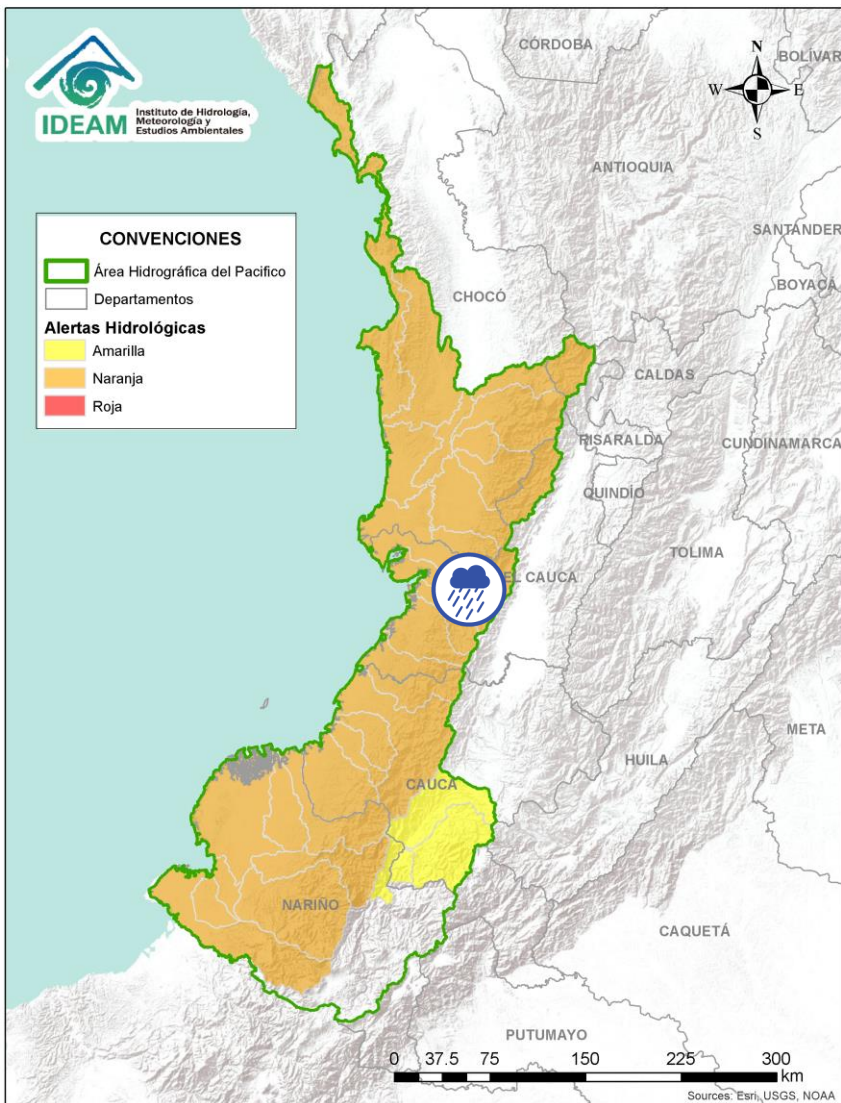 IDEAM
Instituto de Hidrología,
Meteorología y
Estudios Ambientales
N
W E
S
CÓRDOBA
BOLÍVAR
ANTIOQUIA
SANTANDER
BOYACÁ
CHOCÓ
CALDAS
RISARALDA
CUNDINAMARCA
QUINDÍO
TOLIMA
EL CAUCA
META
HUILA
CAUCA
NARIÑO
CAQUETÁ
PUTUMAYO
CONVENCIONES
Área Hidrográfica del Pacifico
Departamentos
Alertas Hidrológicas
Amarilla
Naranja
Roja
0 37.5 75 150 225 300
km
Sources: Esri, USGS, NOAA